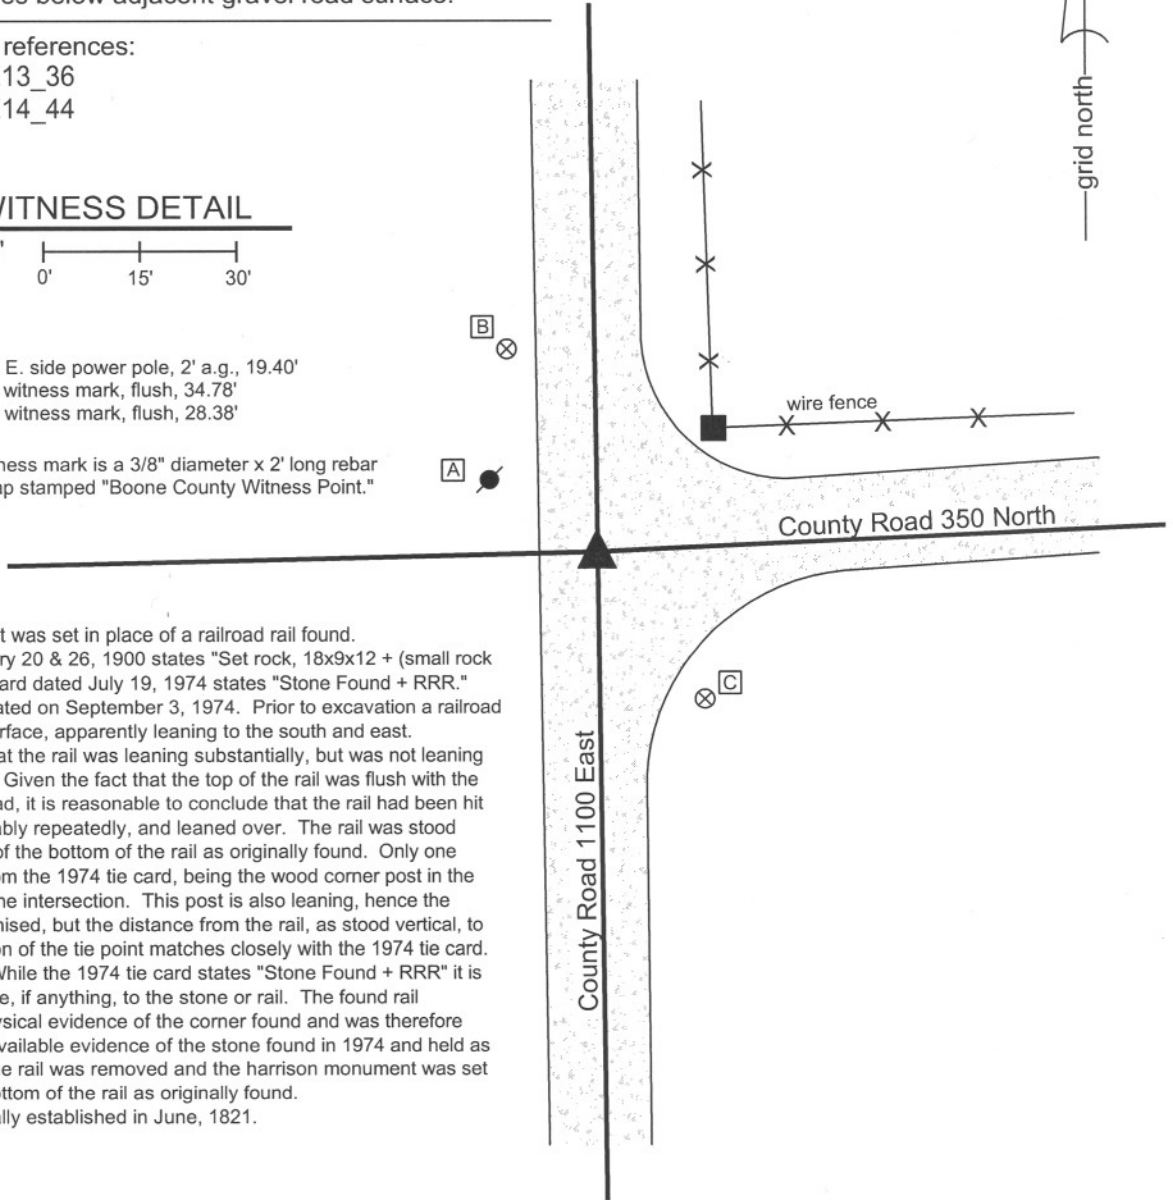 es below adjacent gravel road surface.
references:
13_36
14_44
WITNESS DETAIL
0' 15' 30'
E. side power pole, 2' a.g., 19.40'
witness mark, flush, 34.78'
witness mark, flush, 28.38'
ness mark is a 3/8" diameter x 2' long rebar
ap stamped "Boone County Witness Point."
B
A
C
wire fence
grid north
County Road 350 North
County Road 1100 East
t was set in place of a railroad rail found.
ry 20 & 26, 1900 states "Set rock, 18x9x12 + (small rock
ard dated July 19, 1974 states "Stone Found + RRR."
ated on September 3, 1974. Prior to excavation a railroad
rface, apparently leaning to the south and east.
at the rail was leaning substantially, but was not leaning
Given the fact that the top of the rail was flush with the
ad, it is reasonable to conclude that the rail had been hit
ably repeatedly, and leaned over. The rail was stood
of the bottom of the rail as originally found. Only one
om the 1974 tie card, being the wood corner post in the
he intersection. This post is also leaning, hence the
mised, but the distance from the rail, as stood vertical, to
on of the tie point matches closely with the 1974 tie card.
While the 1974 tie card states "Stone Found + RRR" it is
e, if anything, to the stone or rail. The found rail
ysical evidence of the corner found and was therefore
vailable evidence of the stone found in 1974 and held as
e rail was removed and the harrison monument was set
ottom of the rail as originally found.
ally established in June, 1821.